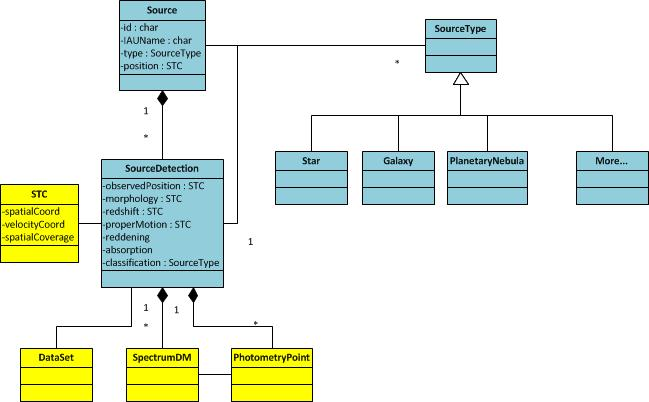 Source
-id : char
-IAUName : char
-type : SourceType
-position : STC
SourceType
*
1
*
Star
Galaxy
PlanetaryNebula
More...
SourceDetection
-observedPosition : STC
-morphology : STC
-redshift : STC
-properMotion : STC
-reddening
-absorption
-classification : SourceType
STC
-spatialCoord
-velocityCoord
-spatialCoverage
1
1
1
*
*
DataSet
SpectrumDM
PhotometryPoint